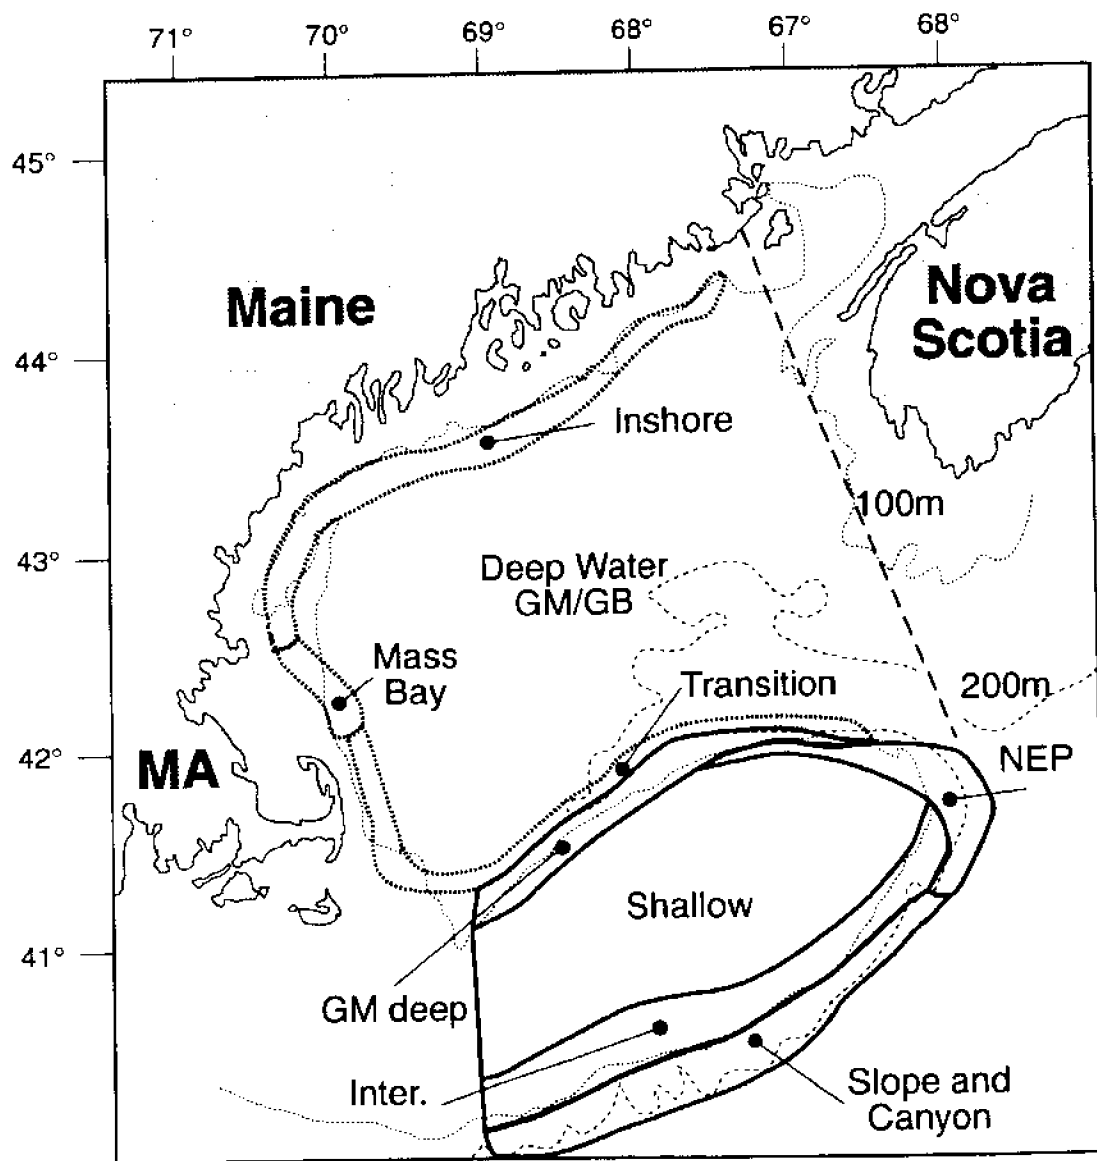 71° 70° 69° 68° 67° 68°
45°
Maine
Nova
Scotia
44°
Inshore
100m
43°
Deep Water
GM/GB
Mass
Bay
Transition
200m
42°
MA
NEP
Shallow
41°
GM deep
Inter.
Slope and
Canyon